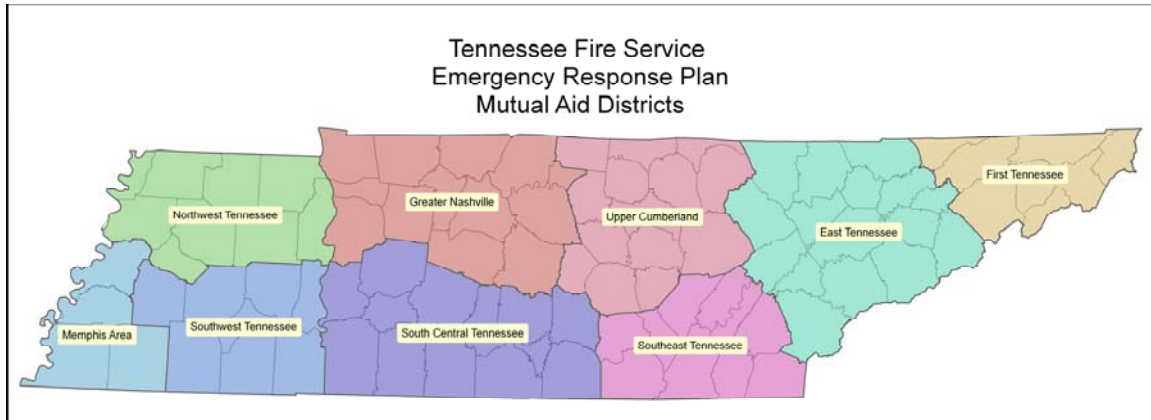 Tennessee Fire Service
Emergency Response Plan
Mutual Aid Districts
First Tennessee
Northwest Tennessee
Greater Nashville
Upper Cumberland
East Tennessee
Memphis Area
Southwest Tennessee
South Central Tennessee
Southeast Tennessee